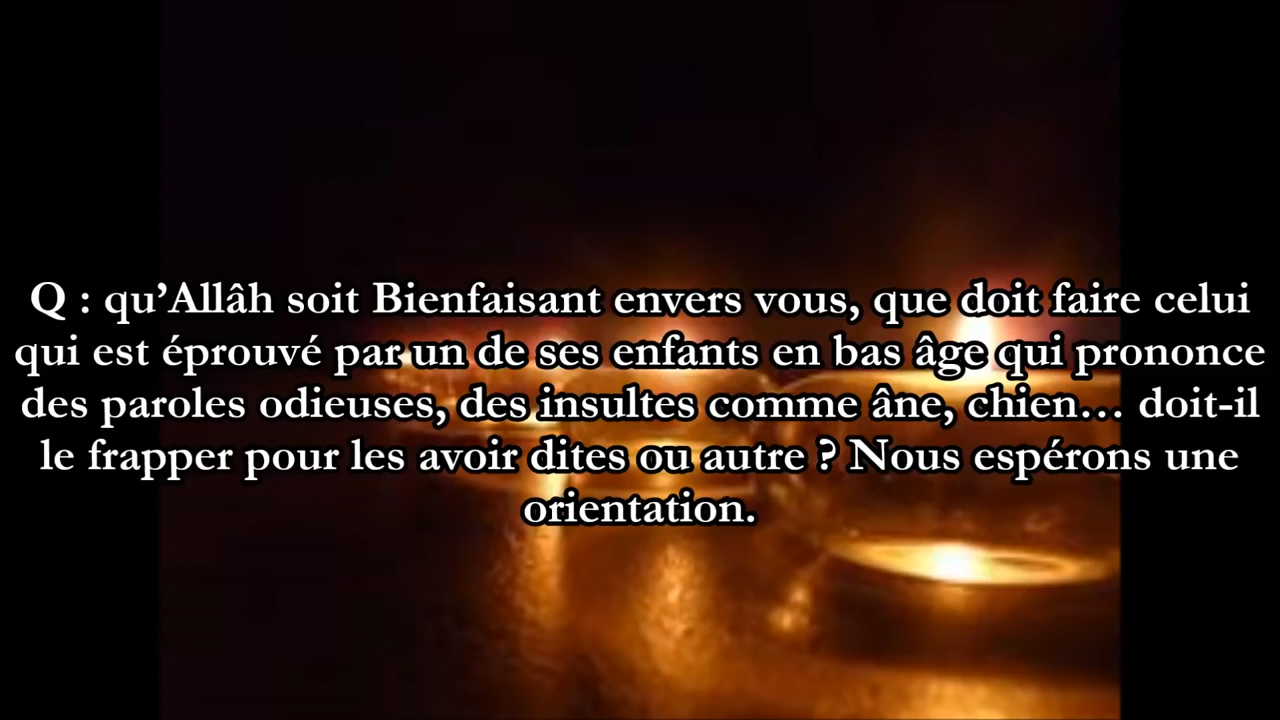 Q : qu’Allâh soit Bienfaisant envers vous, que doit faire celui
qui est éprouvé par un de ses enfants en bas âge qui prononce
des paroles odieuses, des insultes comme âne, chien… doit-il
le frapper pour les avoir dites ou autre ? Nous espérons une
orientation.